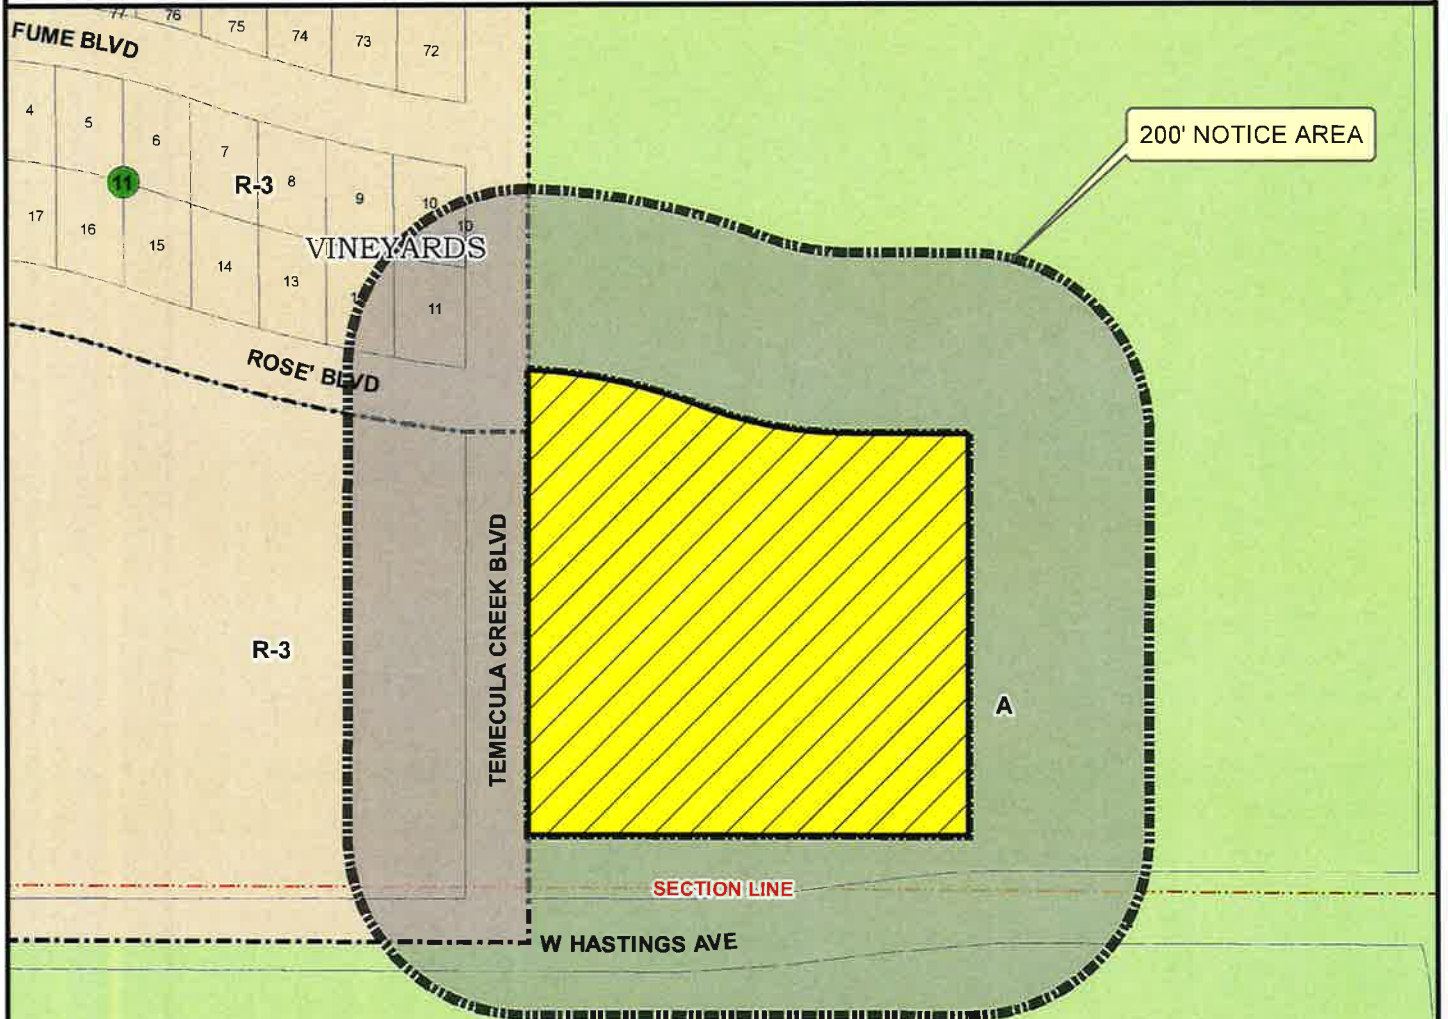 77 76 75 74 73 72
FUME BLVD
4 5 6 7 8 9 10
11
R-3
200' NOTICE AREA
17 16 15 14 13 11
10
VINEYARDS
ROSE' BLVD
TEMECULA CREEK BLVD
R-3
A
SECTION LINE
W HASTINGS AVE